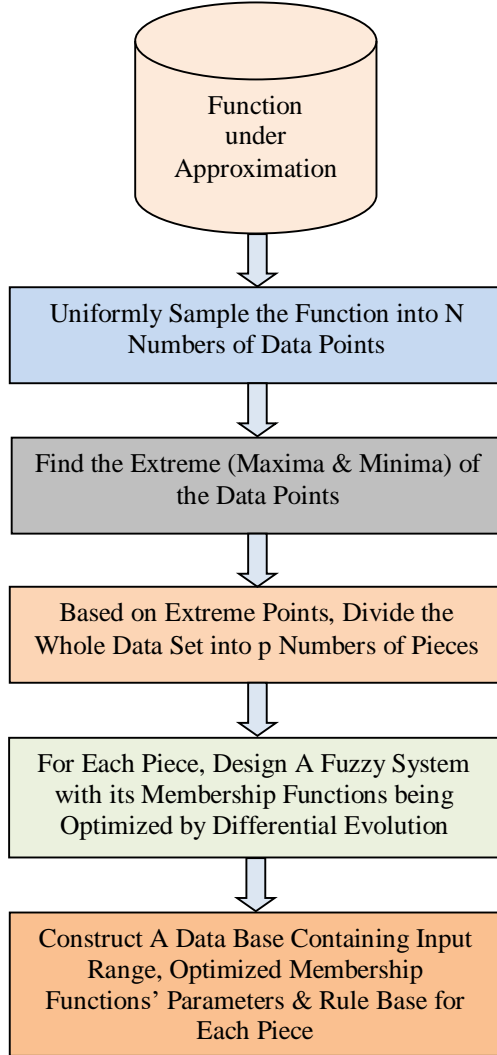 Function
under
Approximation
Uniformly Sample the Function into N
Numbers of Data Points
Find the Extreme (Maxima & Minima) of
the Data Points
Based on Extreme Points, Divide the
Whole Data Set into p Numbers of Pieces
For Each Piece, Design A Fuzzy System
with its Membership Functions being
Optimized by Differential Evolution
Construct A Data Base Containing Input
Range, Optimized Membership
Functions’ Parameters & Rule Base for
Each Piece